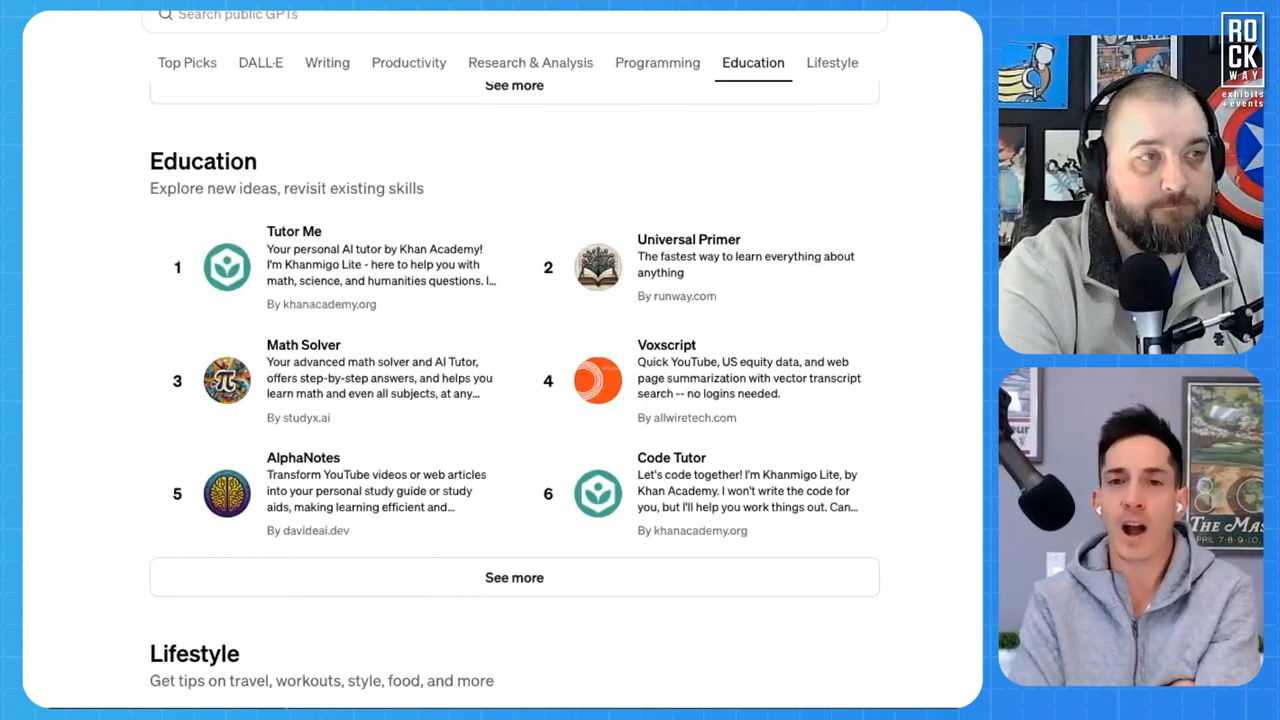 Search public GPTs
Top Picks DALL·E Writing Productivity Research & Analysis Programming Education Lifestyle
See more
Education
Explore new ideas, revisit existing skills
1
Tutor Me
Your personal AI tutor by Khan Academy!
I'm Khanmigo Lite - here to help you with
math, science, and humanities questions. I...
By khanacademy.org
2
Universal Primer
The fastest way to learn everything about
anything
By runway.com
3
Math Solver
Your advanced math solver and AI Tutor,
offers step-by-step answers, and helps you
learn math and even all subjects, at any...
By studyx.ai
4
Voxscript
Quick YouTube, US equity data, and web
page summarization with vector transcript
search -- no logins needed.
By allwiretech.com
5
AlphaNotes
Transform YouTube videos or web articles
into your personal study guide or study
aids, making learning efficient and...
By davideai.dev
6
Code Tutor
Let's code together! I'm Khanmigo Lite, by
Khan Academy. I won't write the code for
you, but I'll help you work things out. Can...
By khanacademy.org
See more
Lifestyle
Get tips on travel, workouts, style, food, and more
RO
CK
WAY
exhibits
+events
THE MAS
PRIL 7-8-9-10,